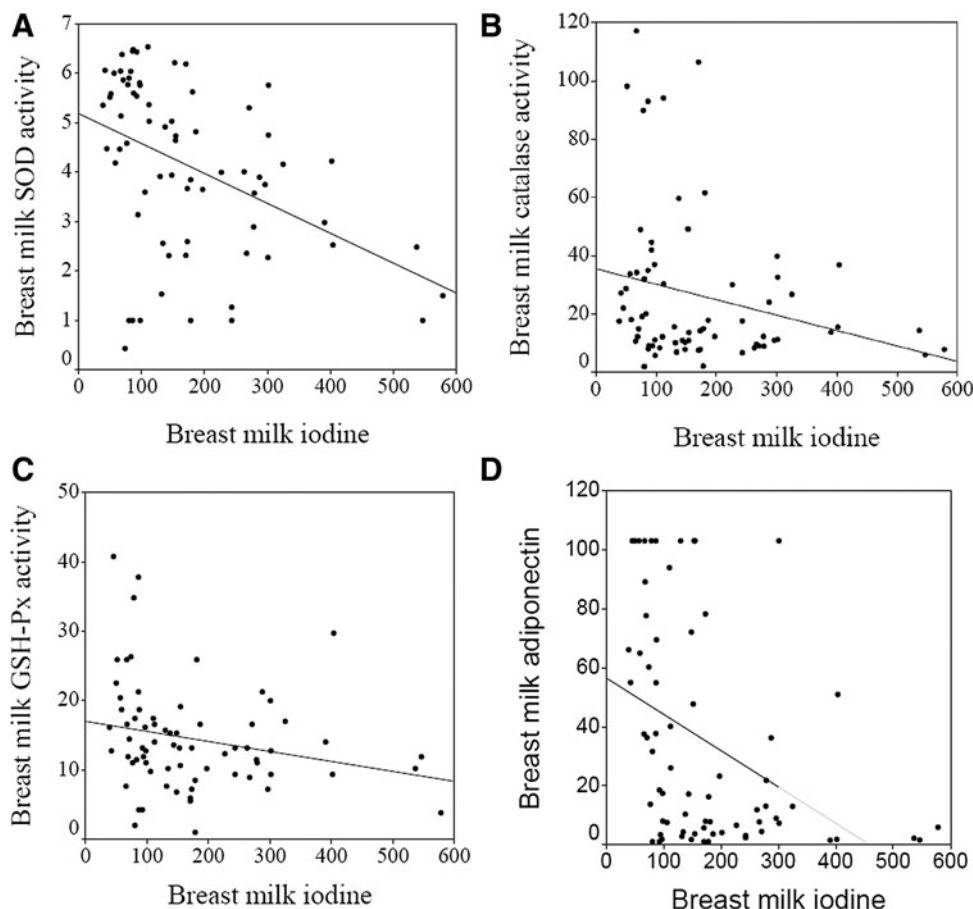 A
Breast milk SOD activity
7
6
5
4
3
2
1
0
0 100 200 300 400 500 600
Breast milk iodine
B
Breast milk catalase activity
120
100
80
60
40
20
0
0 100 200 300 400 500 600
Breast milk iodine
C
Breast milk GSH-Px activity
50
40
30
20
10
0
0 100 200 300 400 500 600
Breast milk iodine
D
Breast milk adiponectin
120
100
80
60
40
20
0
0 100 200 300 400 500 600
Breast milk iodine